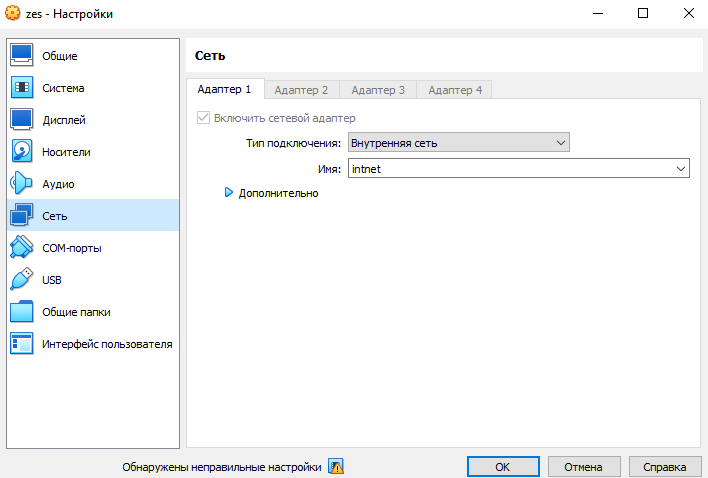 zes - Настройки
Общие
Система
Дисплей
Носители
Аудио
Сеть
COM-порты
USB
Общие папки
Интерфейс пользователя
Сеть
Адаптер 1 Адаптер 2 Адаптер 3 Адаптер 4
Включить сетевой адаптер
Тип подключения: Внутренняя сеть
Имя: intnet
Дополнительно
Обнаружены неправильные настройки
OK Отмена Справка